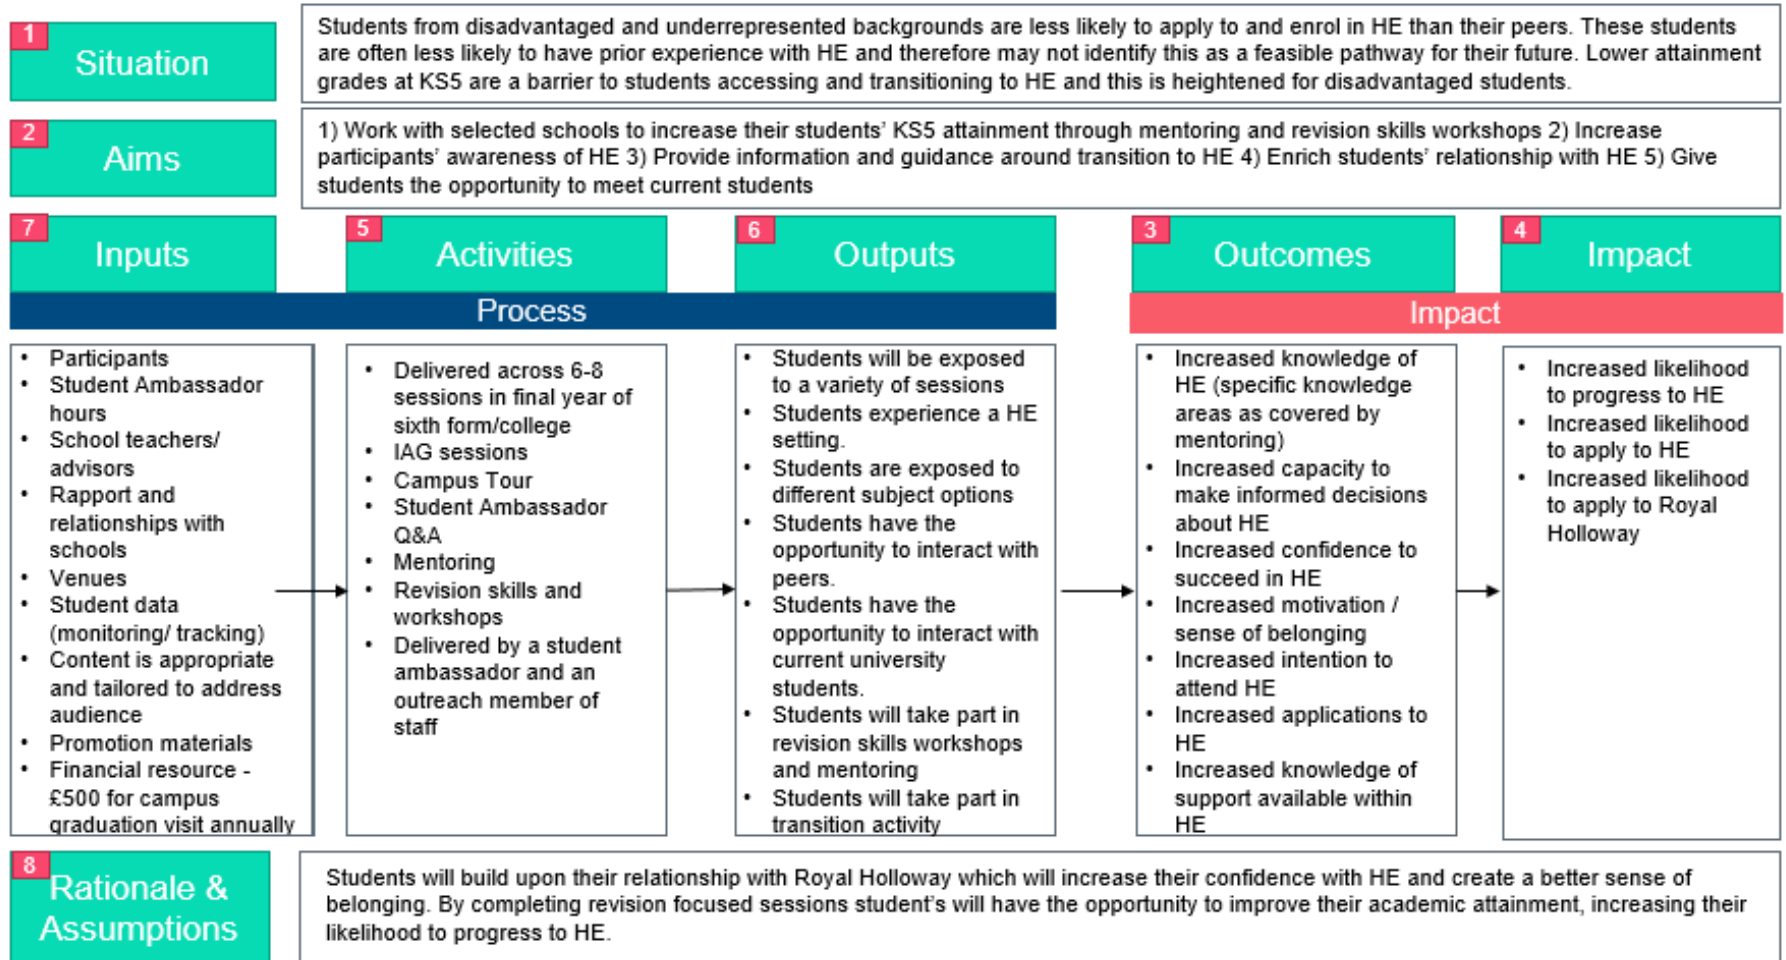 1
Situation
Students from disadvantaged and underrepresented backgrounds are less likely to apply to and enrol in HE than their peers. These students
are often less likely to have prior experience with HE and therefore may not identify this as a feasible pathway for their future. Lower attainment
grades at KS5 are a barrier to students accessing and transitioning to HE and this is heightened for disadvantaged students.
2
Aims
1) Work with selected schools to increase their students' KS5 attainment through mentoring and revision skills workshops 2) Increase
participants' awareness of HE 3) Provide information and guidance around transition to HE 4) Enrich students' relationship with HE 5) Give
students the opportunity to meet current students
7
Inputs
5
Activities
6
Outputs
3
Outcomes
4
Impact
Process
Impact
• Participants
• Student Ambassador
hours
• School teachers/
advisors
• Rapport and
relationships with
schools
• Venues
• Student data
(monitoring/ tracking)
• Content is appropriate
and tailored to address
audience
• Promotion materials
• Financial resource -
£500 for campus
graduation visit annually
• Delivered across 6-8
sessions in final year of
sixth form/college
• IAG sessions
• Campus Tour
• Student Ambassador
Q&A
• Mentoring
• Revision skills and
workshops
• Delivered by a student
ambassador and an
outreach member of
staff
• Students will be exposed
to a variety of sessions
• Students experience a HE
setting.
• Students are exposed to
different subject options
• Students have the
opportunity to interact with
peers.
• Students have the
opportunity to interact with
current university
students.
• Students will take part in
revision skills workshops
and mentoring
• Students will take part in
transition activity
• Increased knowledge of
HE (specific knowledge
areas as covered by
mentoring)
• Increased capacity to
make informed decisions
about HE
• Increased confidence to
succeed in HE
• Increased motivation /
sense of belonging
• Increased intention to
attend HE
• Increased applications to
HE
• Increased knowledge of
support available within
HE
• Increased likelihood
to progress to HE
• Increased likelihood
to apply to HE
• Increased likelihood
to apply to Royal
Holloway
8
Rationale &
Assumptions
Students will build upon their relationship with Royal Holloway which will increase their confidence with HE and create a better sense of
belonging. By completing revision focused sessions student's will have the opportunity to improve their academic attainment, increasing their
likelihood to progress to HE.